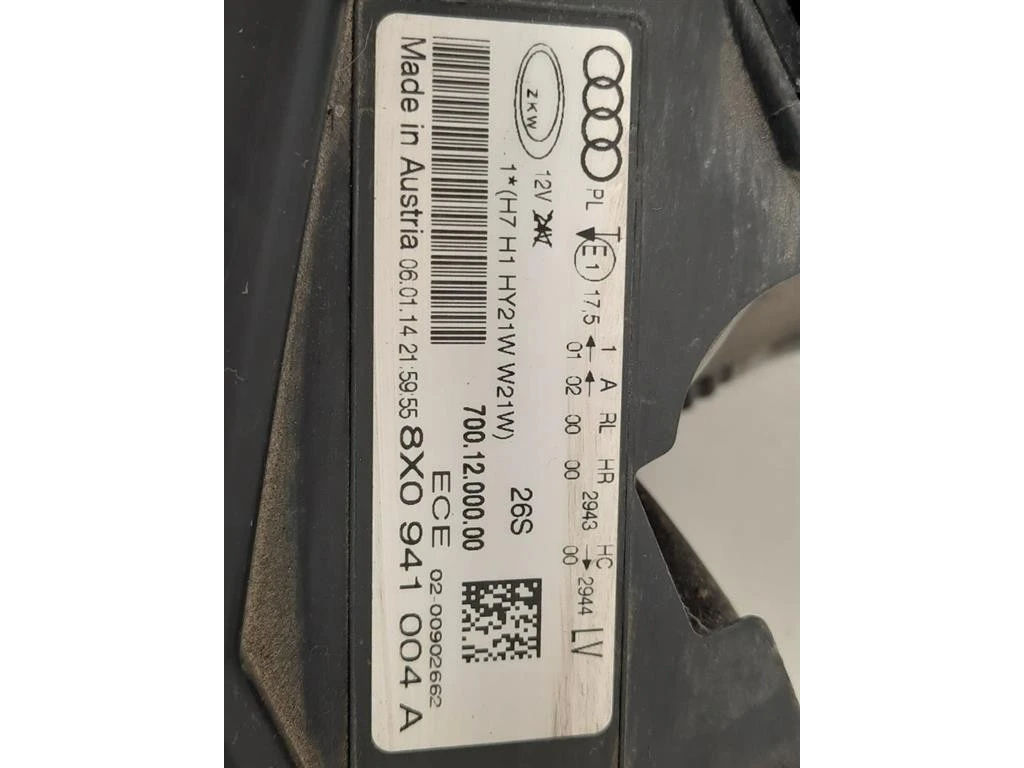 PL T 1 A RL HR HC LV
E1 17,5 ← ← 2943 → 2944
01 02 00 00 00
ZKW 12V
1*(H7 H1 HY21W W21W) 26S
700.12.000.00
ECE 02-00902662
Made in Austria 06.01.14 21:59:55 8X0 941 004 A